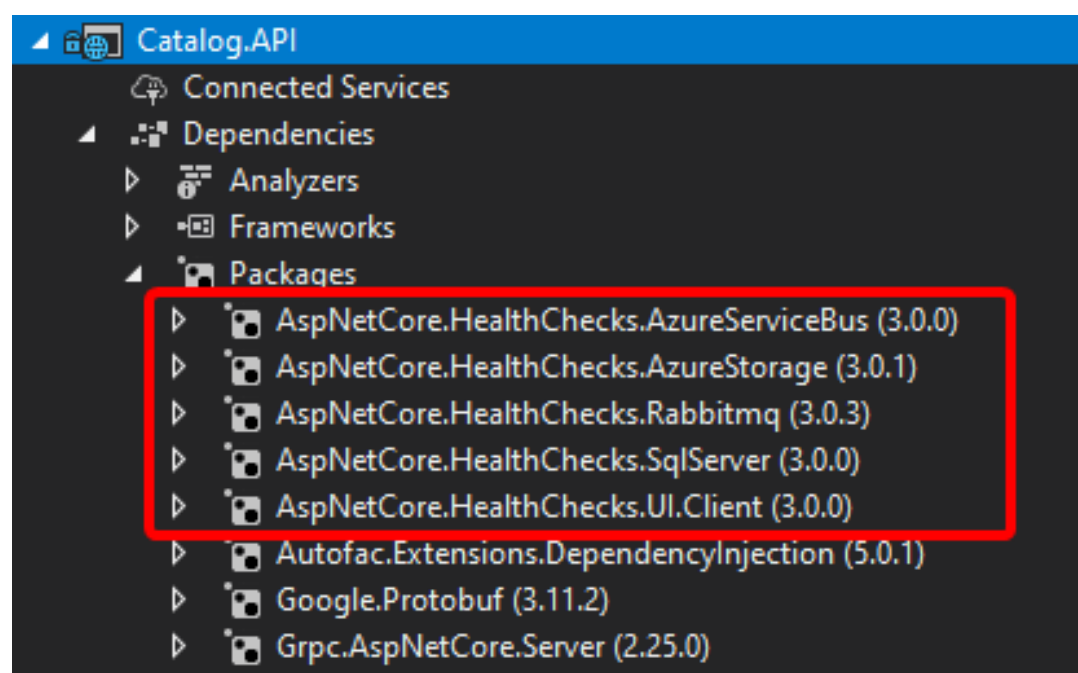 Catalog.API
Connected Services
Dependencies
Analyzers
Frameworks
Packages
AspNetCore.HealthChecks.AzureServiceBus (3.0.0)
AspNetCore.HealthChecks.AzureStorage (3.0.1)
AspNetCore.HealthChecks.Rabbitmq (3.0.3)
AspNetCore.HealthChecks.SqlServer (3.0.0)
AspNetCore.HealthChecks.UI.Client (3.0.0)
Autofac.Extensions.DependencyInjection (5.0.1)
Google.Protobuf (3.11.2)
Grpc.AspNetCore.Server (2.25.0)